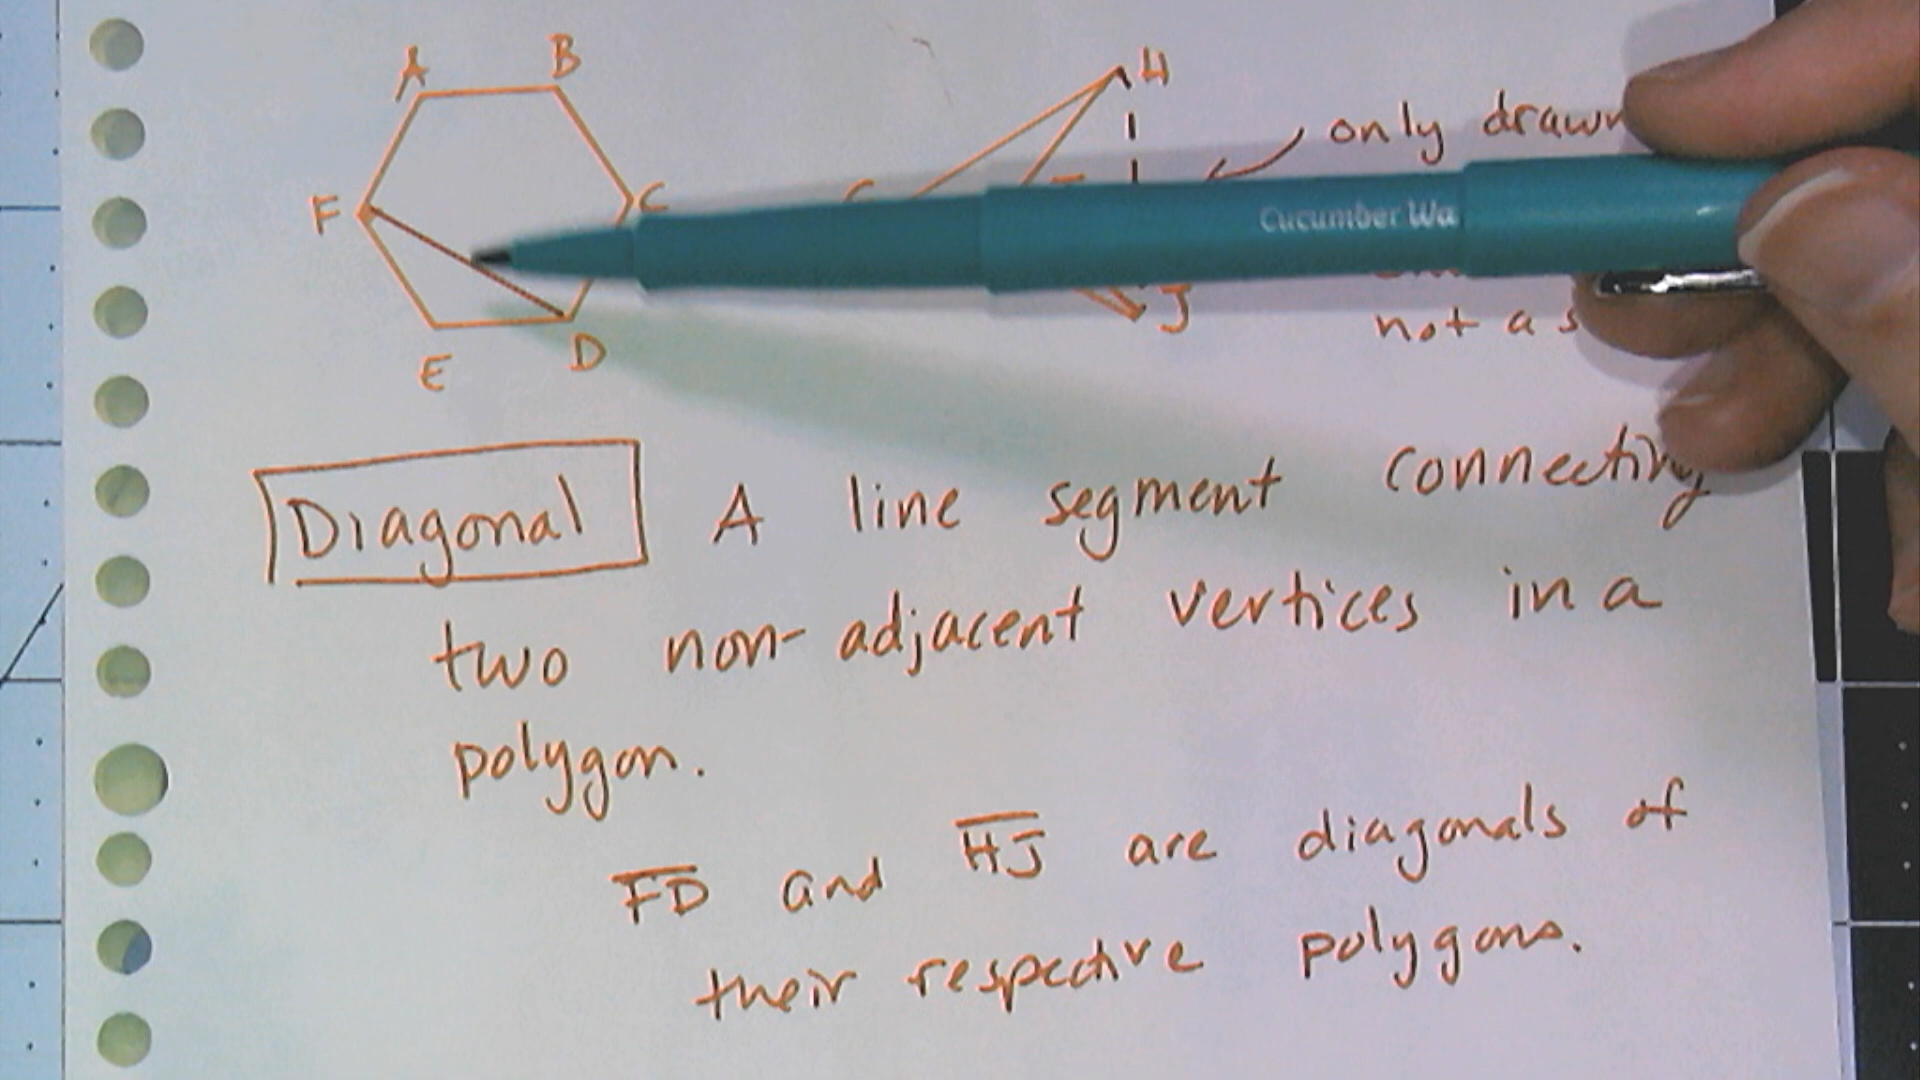 A B H
only drawn
F C
Cucumber Wa
J
not a s
E D
Diagonal A line segment connecting
two non-adjacent vertices in a
polygon.
FD and HJ are diagonals of
their respective polygons.